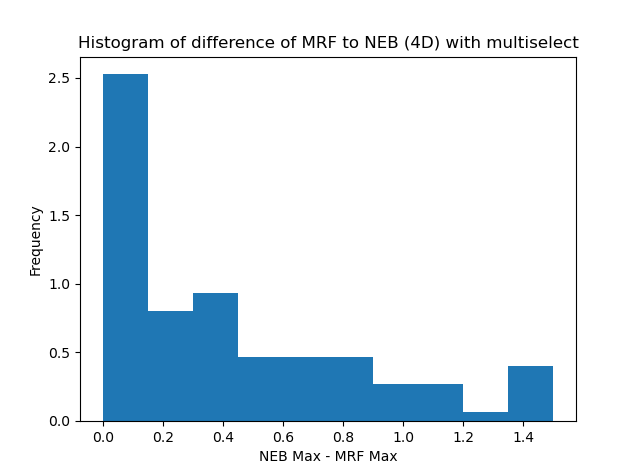 Histogram of difference of MRF to NEB (4D) with multiselect
2.5
2.0
1.5
1.0
0.5
0.0
Frequency
0.0 0.2 0.4 0.6 0.8 1.0 1.2 1.4
NEB Max - MRF Max